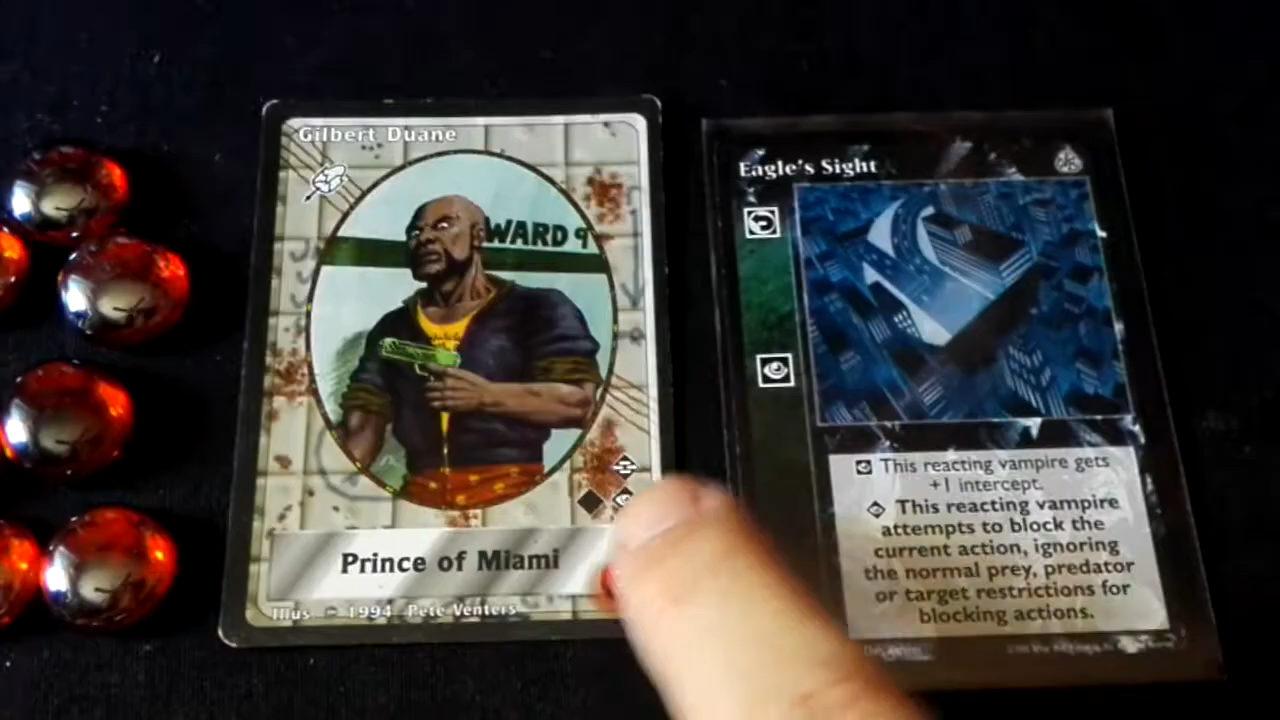 Gilbert Duane
WARD 9
Prince of Miami
Illus © 1994 Pete Venters
Eagle's Sight
This reacting vampire gets
+1 intercept.
This reacting vampire
attempts to block the
current action, ignoring
the normal prey, predator
or target restrictions for
blocking actions.